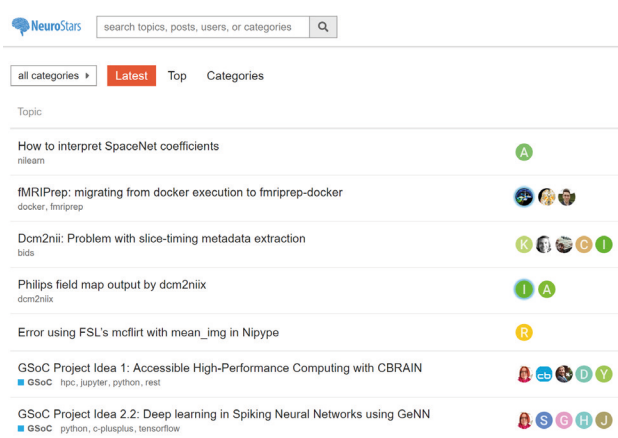 NeuroStars
search topics, posts, users, or categories
all categories Latest Top Categories
Topic
How to interpret SpaceNet coefficients
nilearn
A
fMRIPrep: migrating from docker execution to fmriprep-docker
docker, fmriprep
Dcm2nii: Problem with slice-timing metadata extraction
bids
K C I
Philips field map output by dcm2niix
dcm2niix
I A
Error using FSL's mcflirt with mean_img in Nipype
R
GSoC Project Idea 1: Accessible High-Performance Computing with CBRAIN
GSoC hpc, jupyter, python, rest
cb D Y
GSoC Project Idea 2.2: Deep learning in Spiking Neural Networks using GeNN
GSoC python, c-plusplus, tensorflow
S G H J